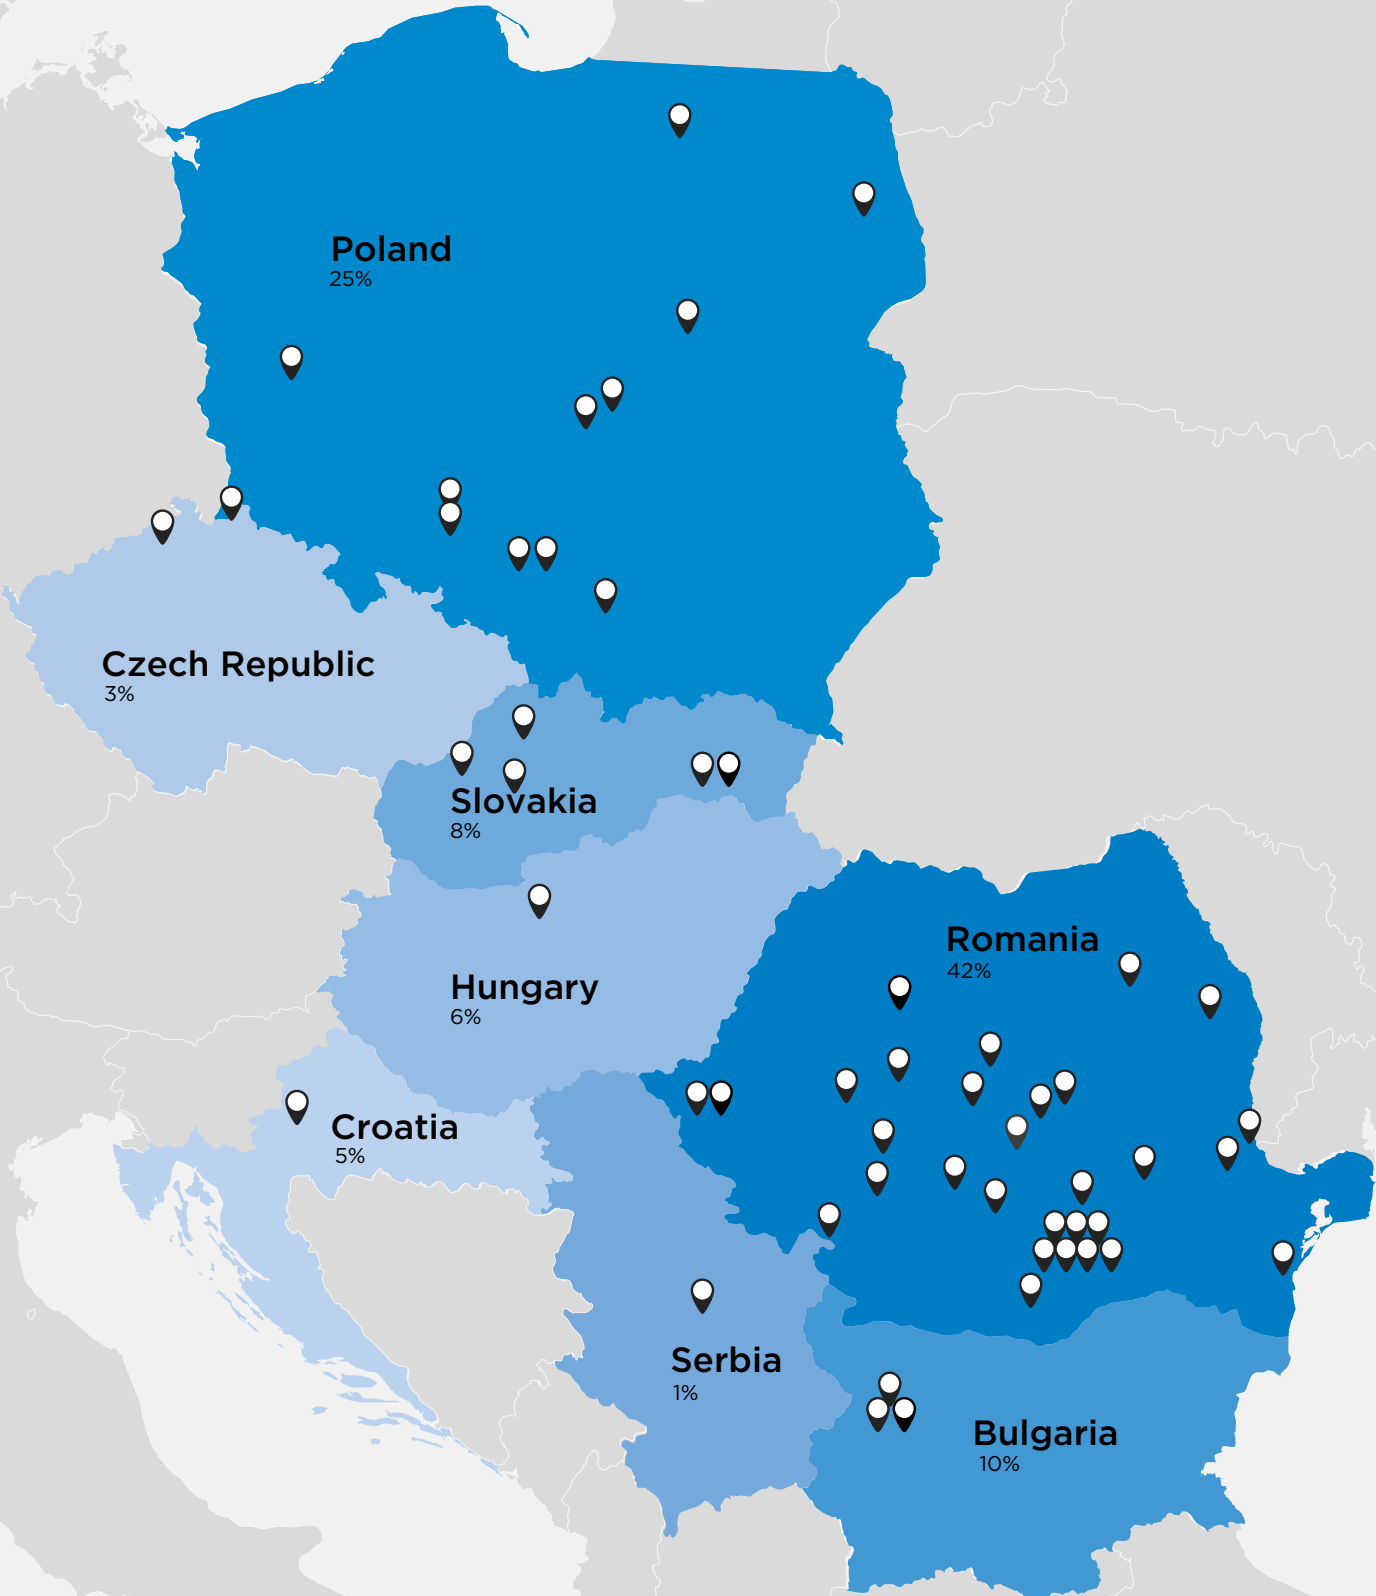 Poland
25%
Czech Republic
3%
Slovakia
8%
Romania
42%
Hungary
6%
Croatia
5%
Serbia
1%
Bulgaria
10%